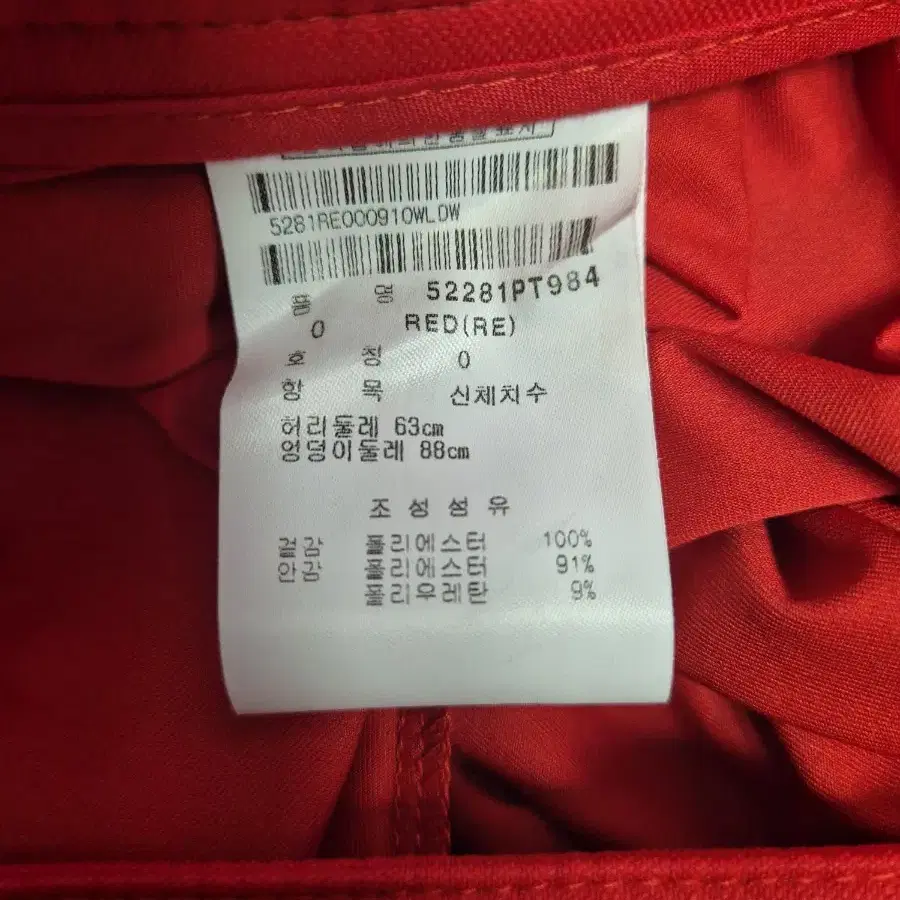 5281RE000910WLOW
품 명 52281PT984
0 RED(RE)
호 칭 0
항 목 신체치수
허리둘레 63cm
엉덩이둘레 88cm
조성섬유
겉감 폴리에스터 100%
안감 폴리에스터 91%
폴리우레탄 9%